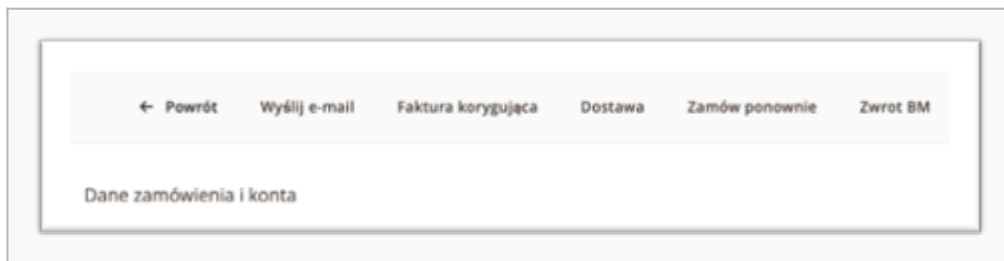 ← Powrót Wyślij e-mail Faktura korygująca Dostawa Zamów ponownie Zwrot BM
Dane zamówienia i konta